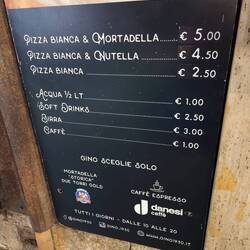 Pizza bianca & Mortadella € 5.00
Pizza bianca & Nutella € 4.50
Pizza bianca € 2.50
Acqua ½ lt € 1.00
Soft Drinks € 2.50
Birra € 3.00
Caffè € 1.00
GINO SCEGLIE SOLO
MORTADELLA
"STORICA"
DUE TORRI GOLD
CAFFÈ ESPRESSO
danesi
caffè
TUTTI I GIORNI - DALLE 10 ALLE 20
@GINO1930